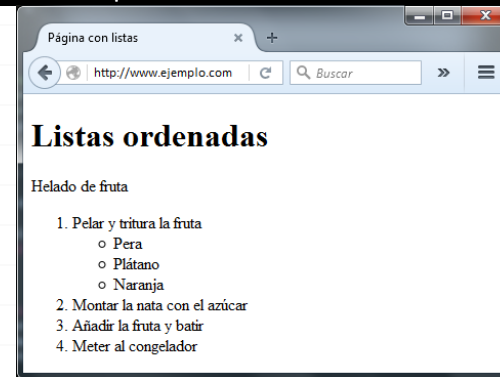 Página con listas
http://www.ejemplo.com
Buscar
Listas ordenadas
Helado de fruta
1. Pelar y tritura la fruta
Pera
Plátano
Naranja
2. Montar la nata con el azúcar
3. Añadir la fruta y batir
4. Meter al congelador